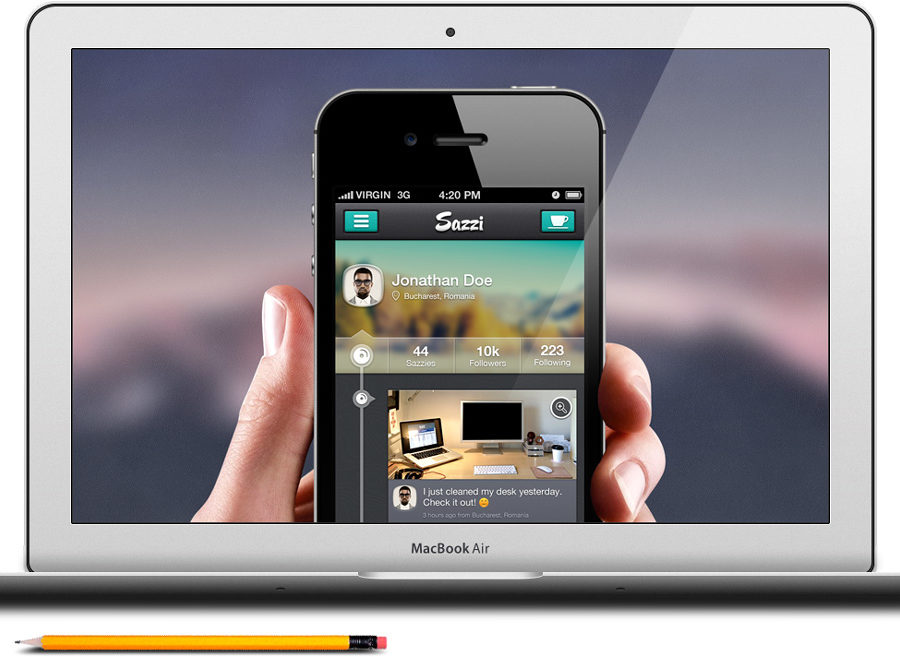 VIRGIN 3G 4:20 PM
Sazzi
Jonathan Doe
Bucharest, Romania
44 10k 223
Sazzies Followers Following
I just cleaned my desk yesterday.
Check it out! 😊
3 hours ago from Bucharest, Romania
MacBook Air